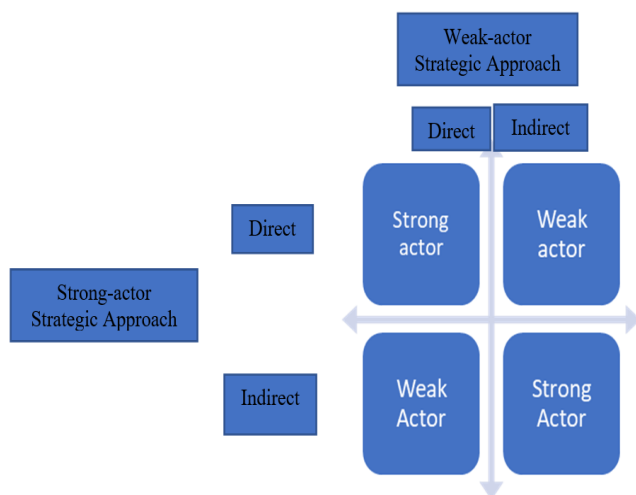 Weak-actor
Strategic Approach
Direct
Indirect
Direct
Strong
actor
Weak
actor
Strong-actor
Strategic Approach
Indirect
Weak
Actor
Strong
Actor